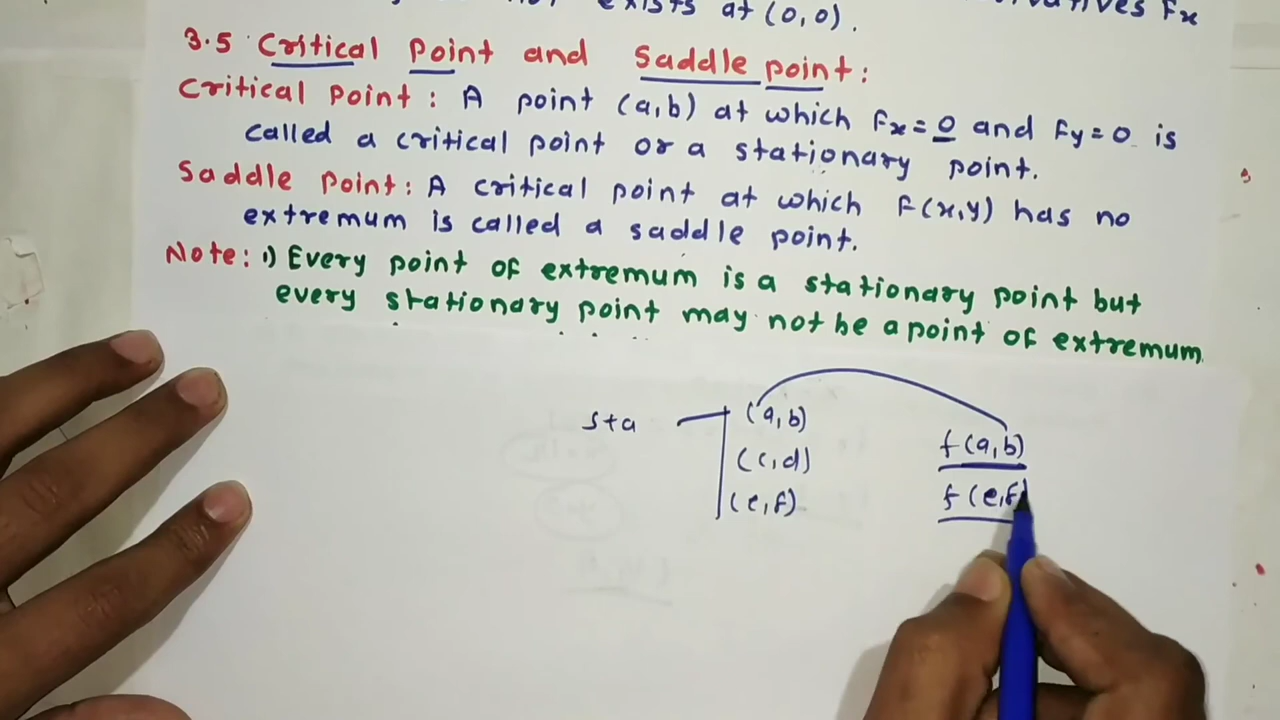 exists at (0,0).
3.5 Critical Point and Saddle point:
Critical Point: A point (a,b) at which Fx=0 and Fy=0 is
called a critical point or a stationary point.
Saddle Point: A critical point at which F(x,y) has no
extremum is called a saddle point.
Note: 1) Every point of extremum is a stationary point but
every stationary point may not be a point of extremum.
sta (a,b)
f(a,b)
(c,d)
(e,f) f(e,f)